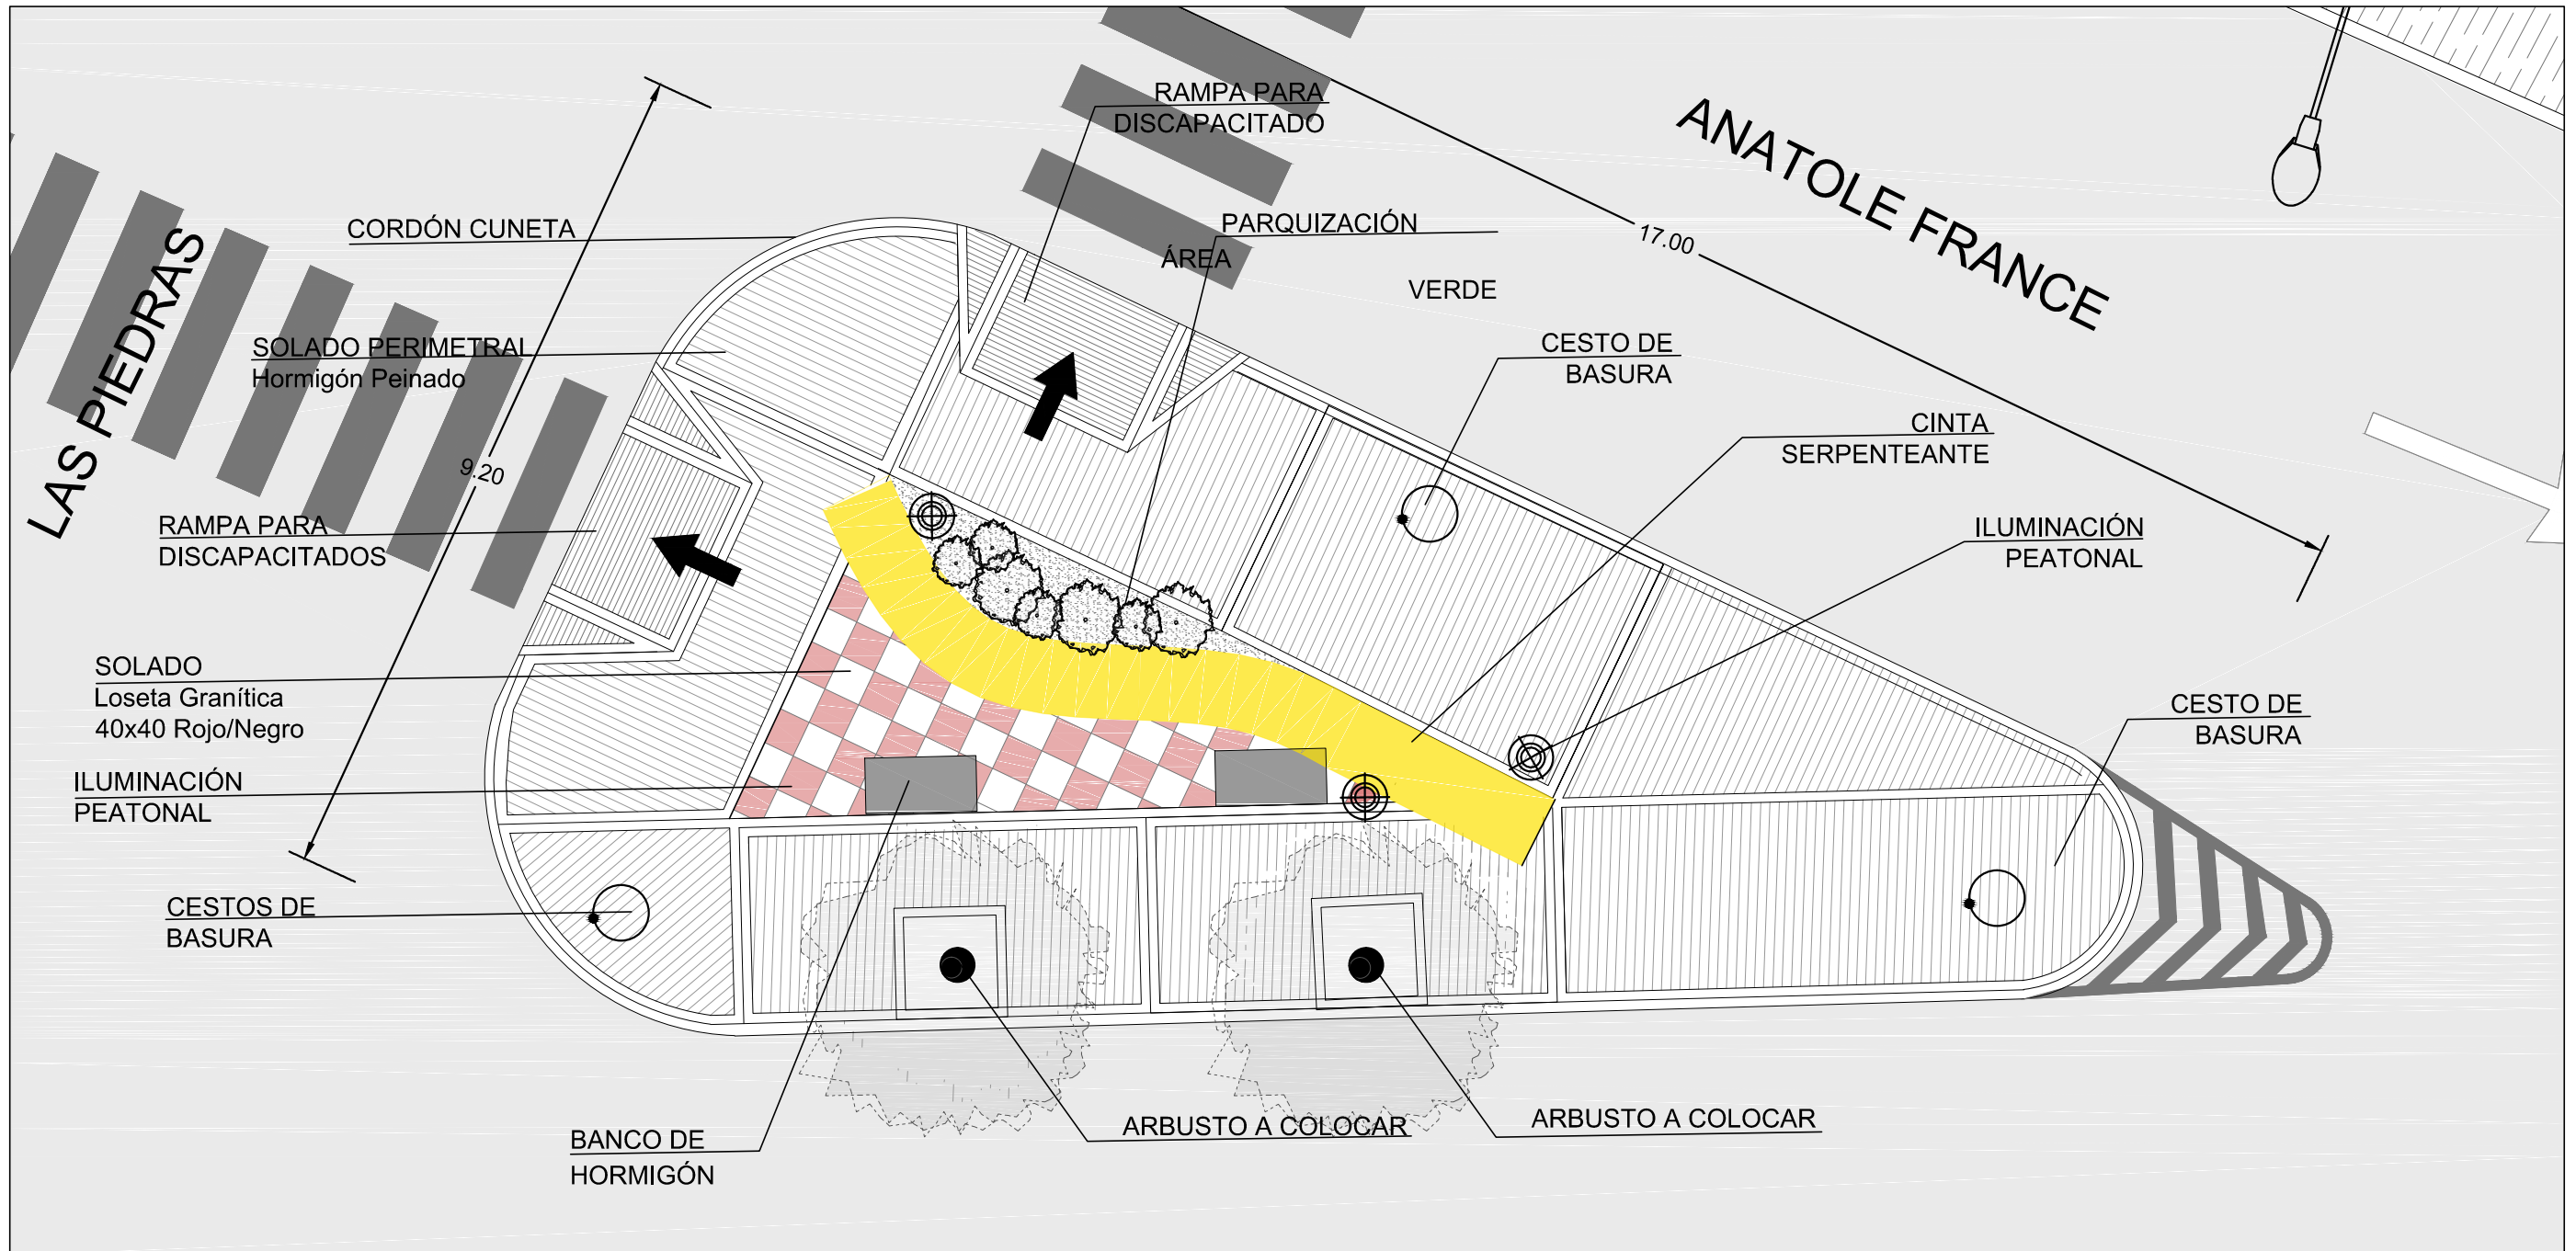 RAMPA PARA
DISCAPACITADO
ANATOLE FRANCE
17.00
CORDÓN CUNETA
PARQUIZACIÓN
ÁREA
VERDE
LAS PIEDRAS
9.20
SOLADO PERIMETRAL
Hormigón Peinado
CESTO DE
BASURA
CINTA
SERPENTEANTE
RAMPA PARA
DISCAPACITADOS
ILUMINACIÓN
PEATONAL
SOLADO
Loseta Granítica
40x40 Rojo/Negro
CESTO DE
BASURA
ILUMINACIÓN
PEATONAL
CESTOS DE
BASURA
BANCO DE
HORMIGÓN
ARBUSTO A COLOCAR
ARBUSTO A COLOCAR